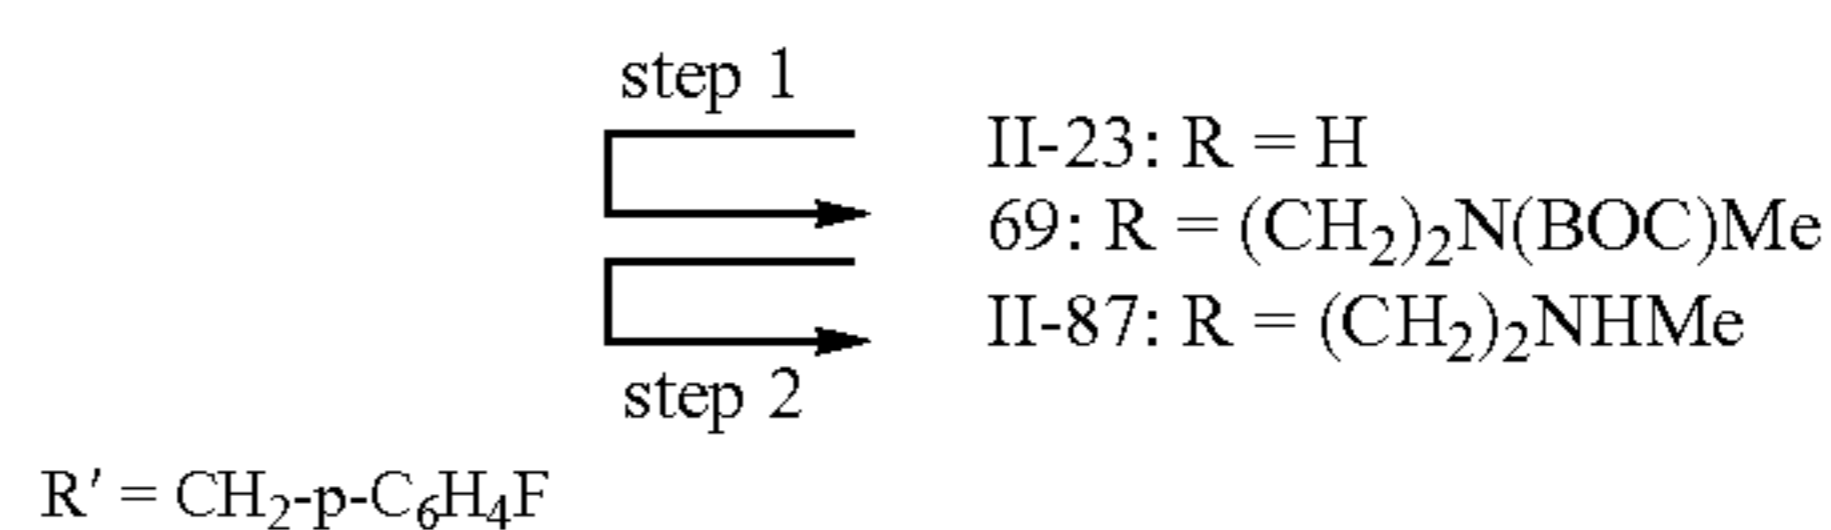 step 1
II-23: R = H
69: R = (CH₂)₂N(BOC)Me
II-87: R = (CH₂)₂NHMe
step 2
R′ = CH₂-p-C₆H₄F